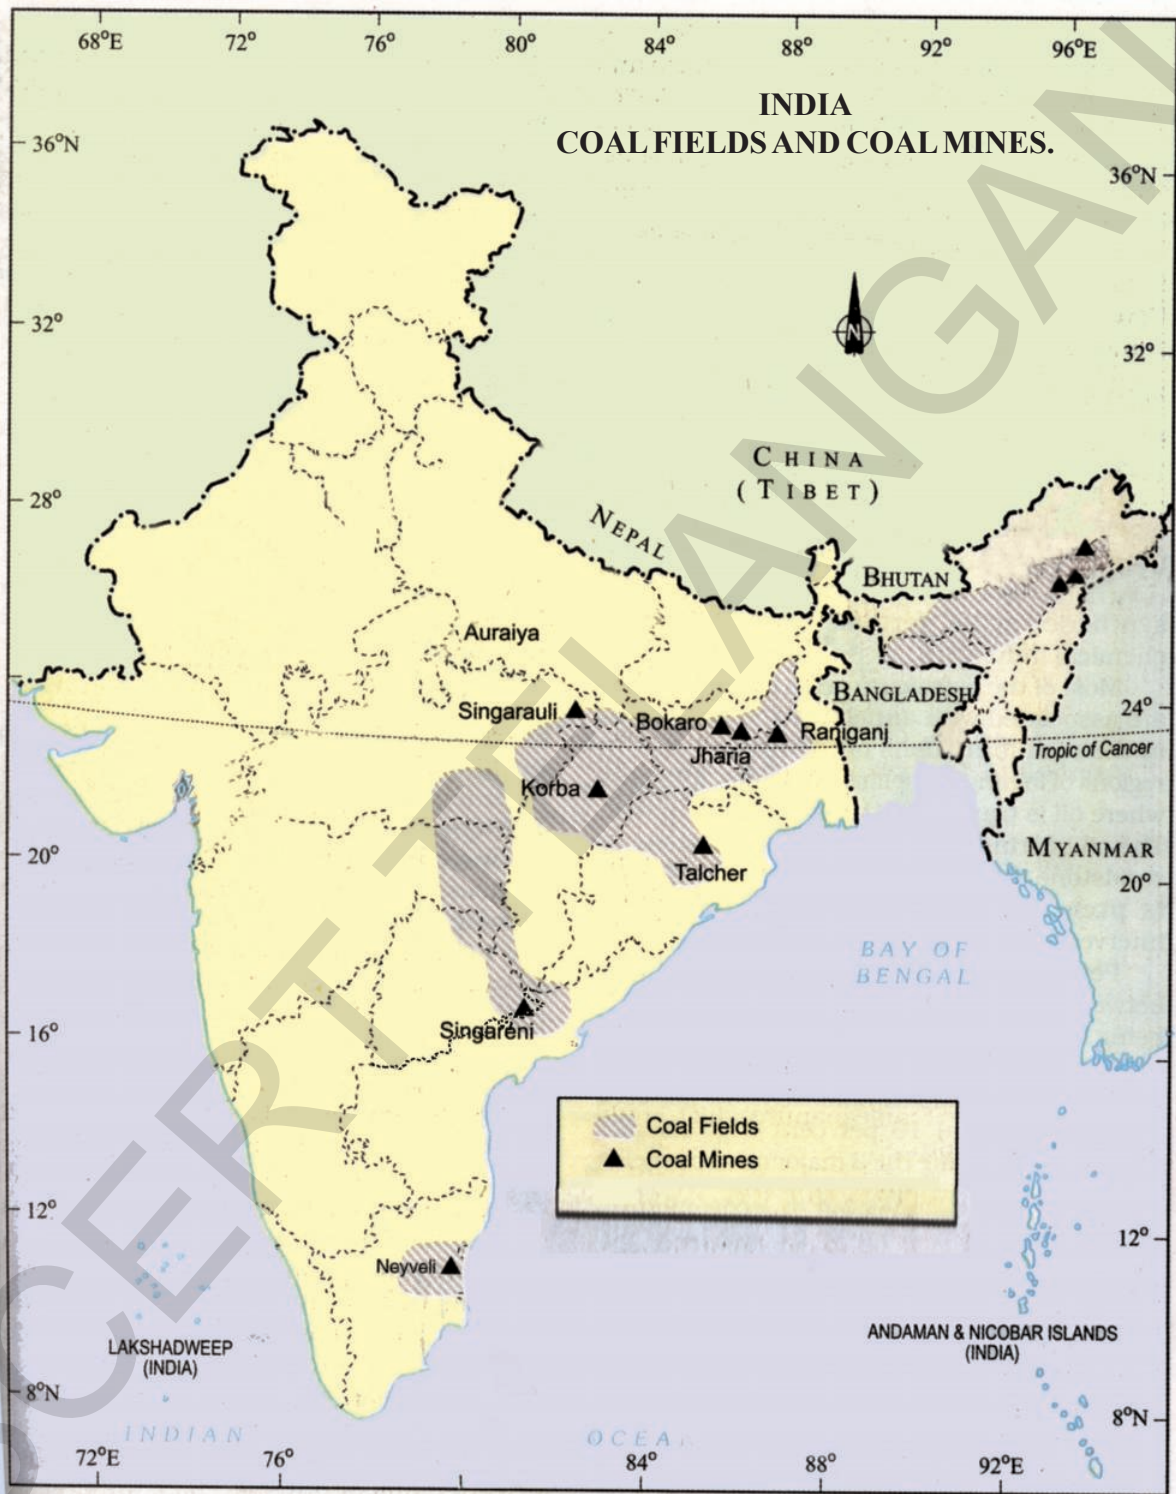 68°E 72° 76° 80° 84° 88° 92° 96°E
INDIA
COAL FIELDS AND COAL MINES.
36°N
36°N
32°
32°
N
CHINA
(TIBET)
28°
NEPAL
BHUTAN
Auraiya
BANGLADESH
24°
Singarauli
Bokaro
Raniganj
Jharia
Tropic of Cancer
Korba
MYANMAR
20°
20°
Talcher
BAY OF
BENGAL
Singareni
16°
Coal Fields
Coal Mines
12°
12°
Neyveli
LAKSHADWEEP
(INDIA)
ANDAMAN & NICOBAR ISLANDS
(INDIA)
8°N
8°N
INDIAN OCEA
72°E 76° 84° 88° 92°E
SCERT TELANGAN